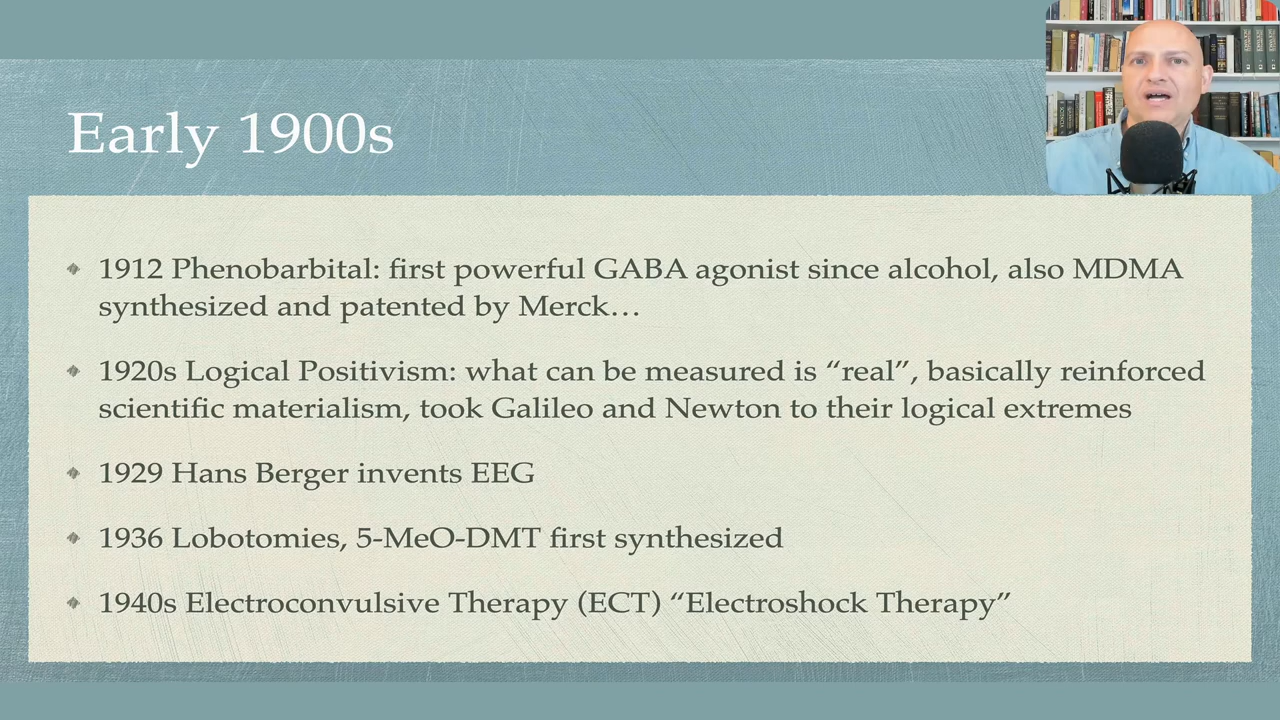 Early 1900s
1912 Phenobarbital: first powerful GABA agonist since alcohol, also MDMA
synthesized and patented by Merck…
1920s Logical Positivism: what can be measured is “real”, basically reinforced
scientific materialism, took Galileo and Newton to their logical extremes
1929 Hans Berger invents EEG
1936 Lobotomies, 5-MeO-DMT first synthesized
1940s Electroconvulsive Therapy (ECT) “Electroshock Therapy”